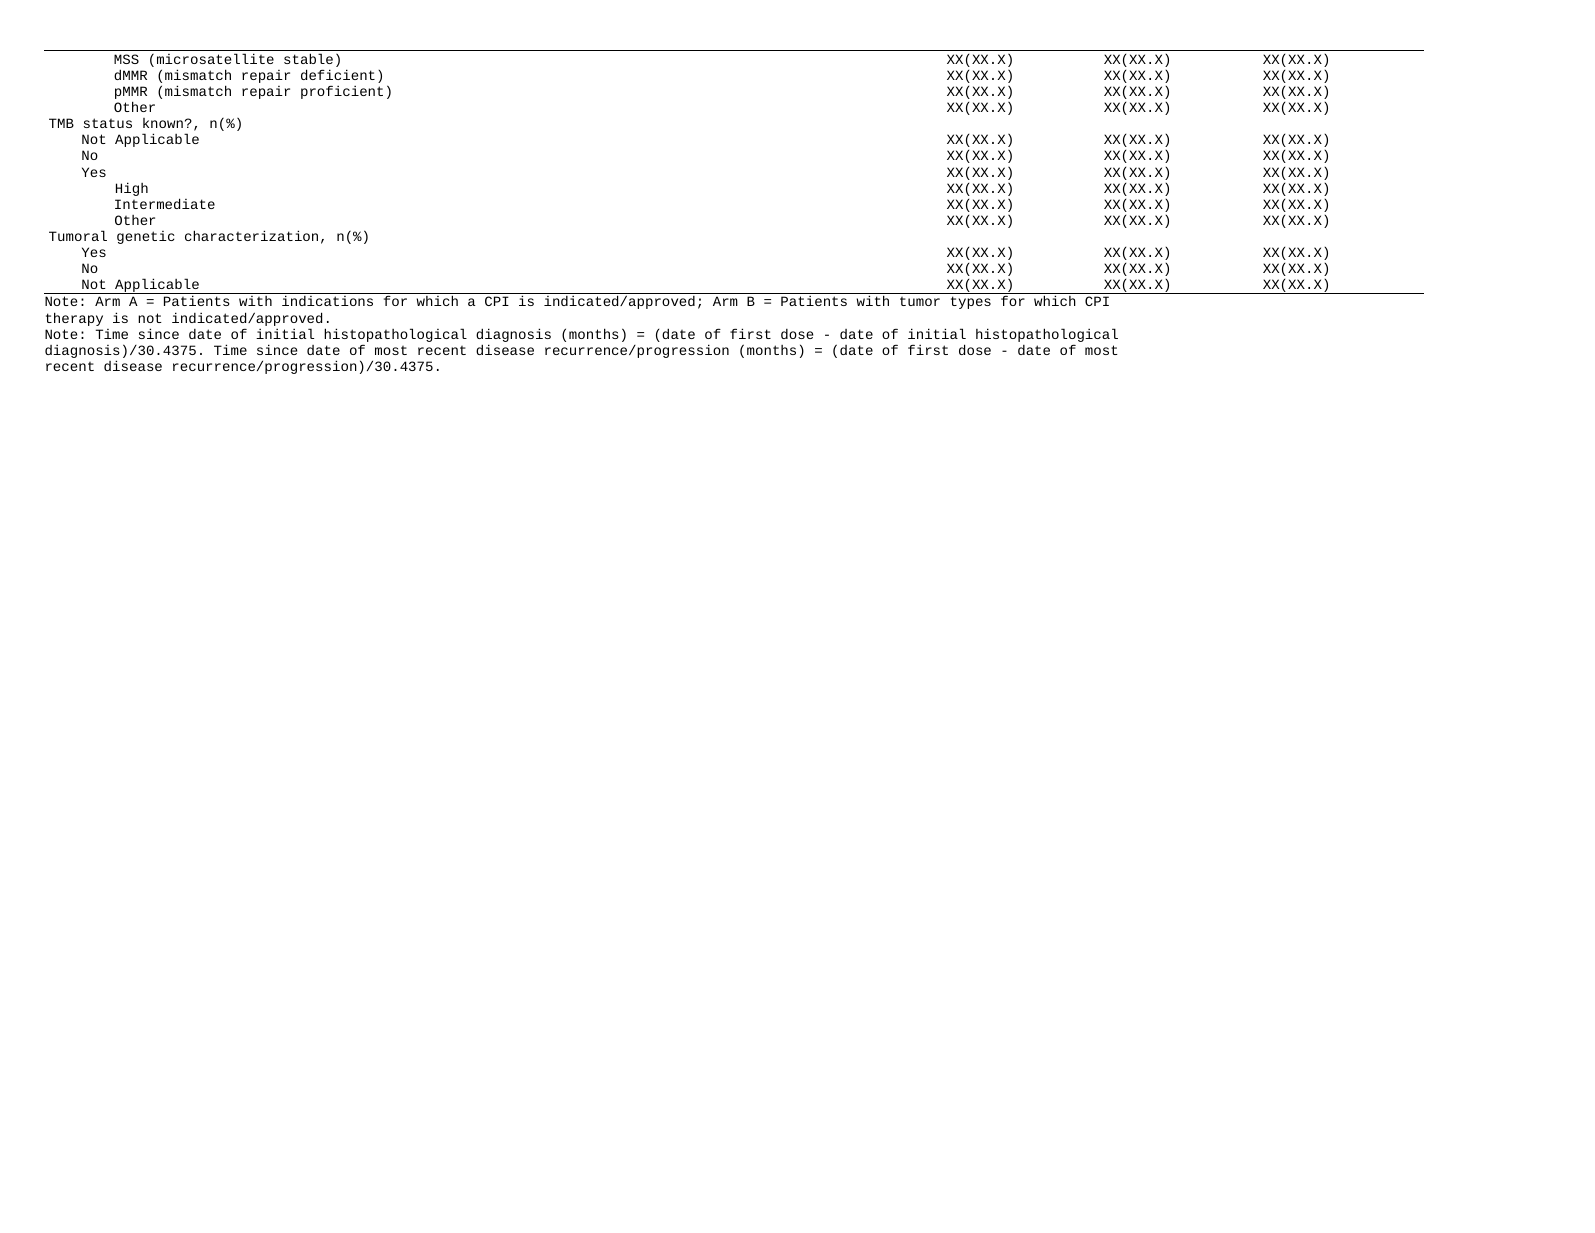 MSS (microsatellite stable) XX(XX.X) XX(XX.X) XX(XX.X)
dMMR (mismatch repair deficient) XX(XX.X) XX(XX.X) XX(XX.X)
pMMR (mismatch repair proficient) XX(XX.X) XX(XX.X) XX(XX.X)
Other XX(XX.X) XX(XX.X) XX(XX.X)
TMB status known?, n(%)
Not Applicable XX(XX.X) XX(XX.X) XX(XX.X)
No XX(XX.X) XX(XX.X) XX(XX.X)
Yes XX(XX.X) XX(XX.X) XX(XX.X)
High XX(XX.X) XX(XX.X) XX(XX.X)
Intermediate XX(XX.X) XX(XX.X) XX(XX.X)
Other XX(XX.X) XX(XX.X) XX(XX.X)
Tumoral genetic characterization, n(%)
Yes XX(XX.X) XX(XX.X) XX(XX.X)
No XX(XX.X) XX(XX.X) XX(XX.X)
Not Applicable XX(XX.X) XX(XX.X) XX(XX.X)
Note: Arm A = Patients with indications for which a CPI is indicated/approved; Arm B = Patients with tumor types for which CPI
therapy is not indicated/approved.
Note: Time since date of initial histopathological diagnosis (months) = (date of first dose - date of initial histopathological
diagnosis)/30.4375. Time since date of most recent disease recurrence/progression (months) = (date of first dose - date of most
recent disease recurrence/progression)/30.4375.